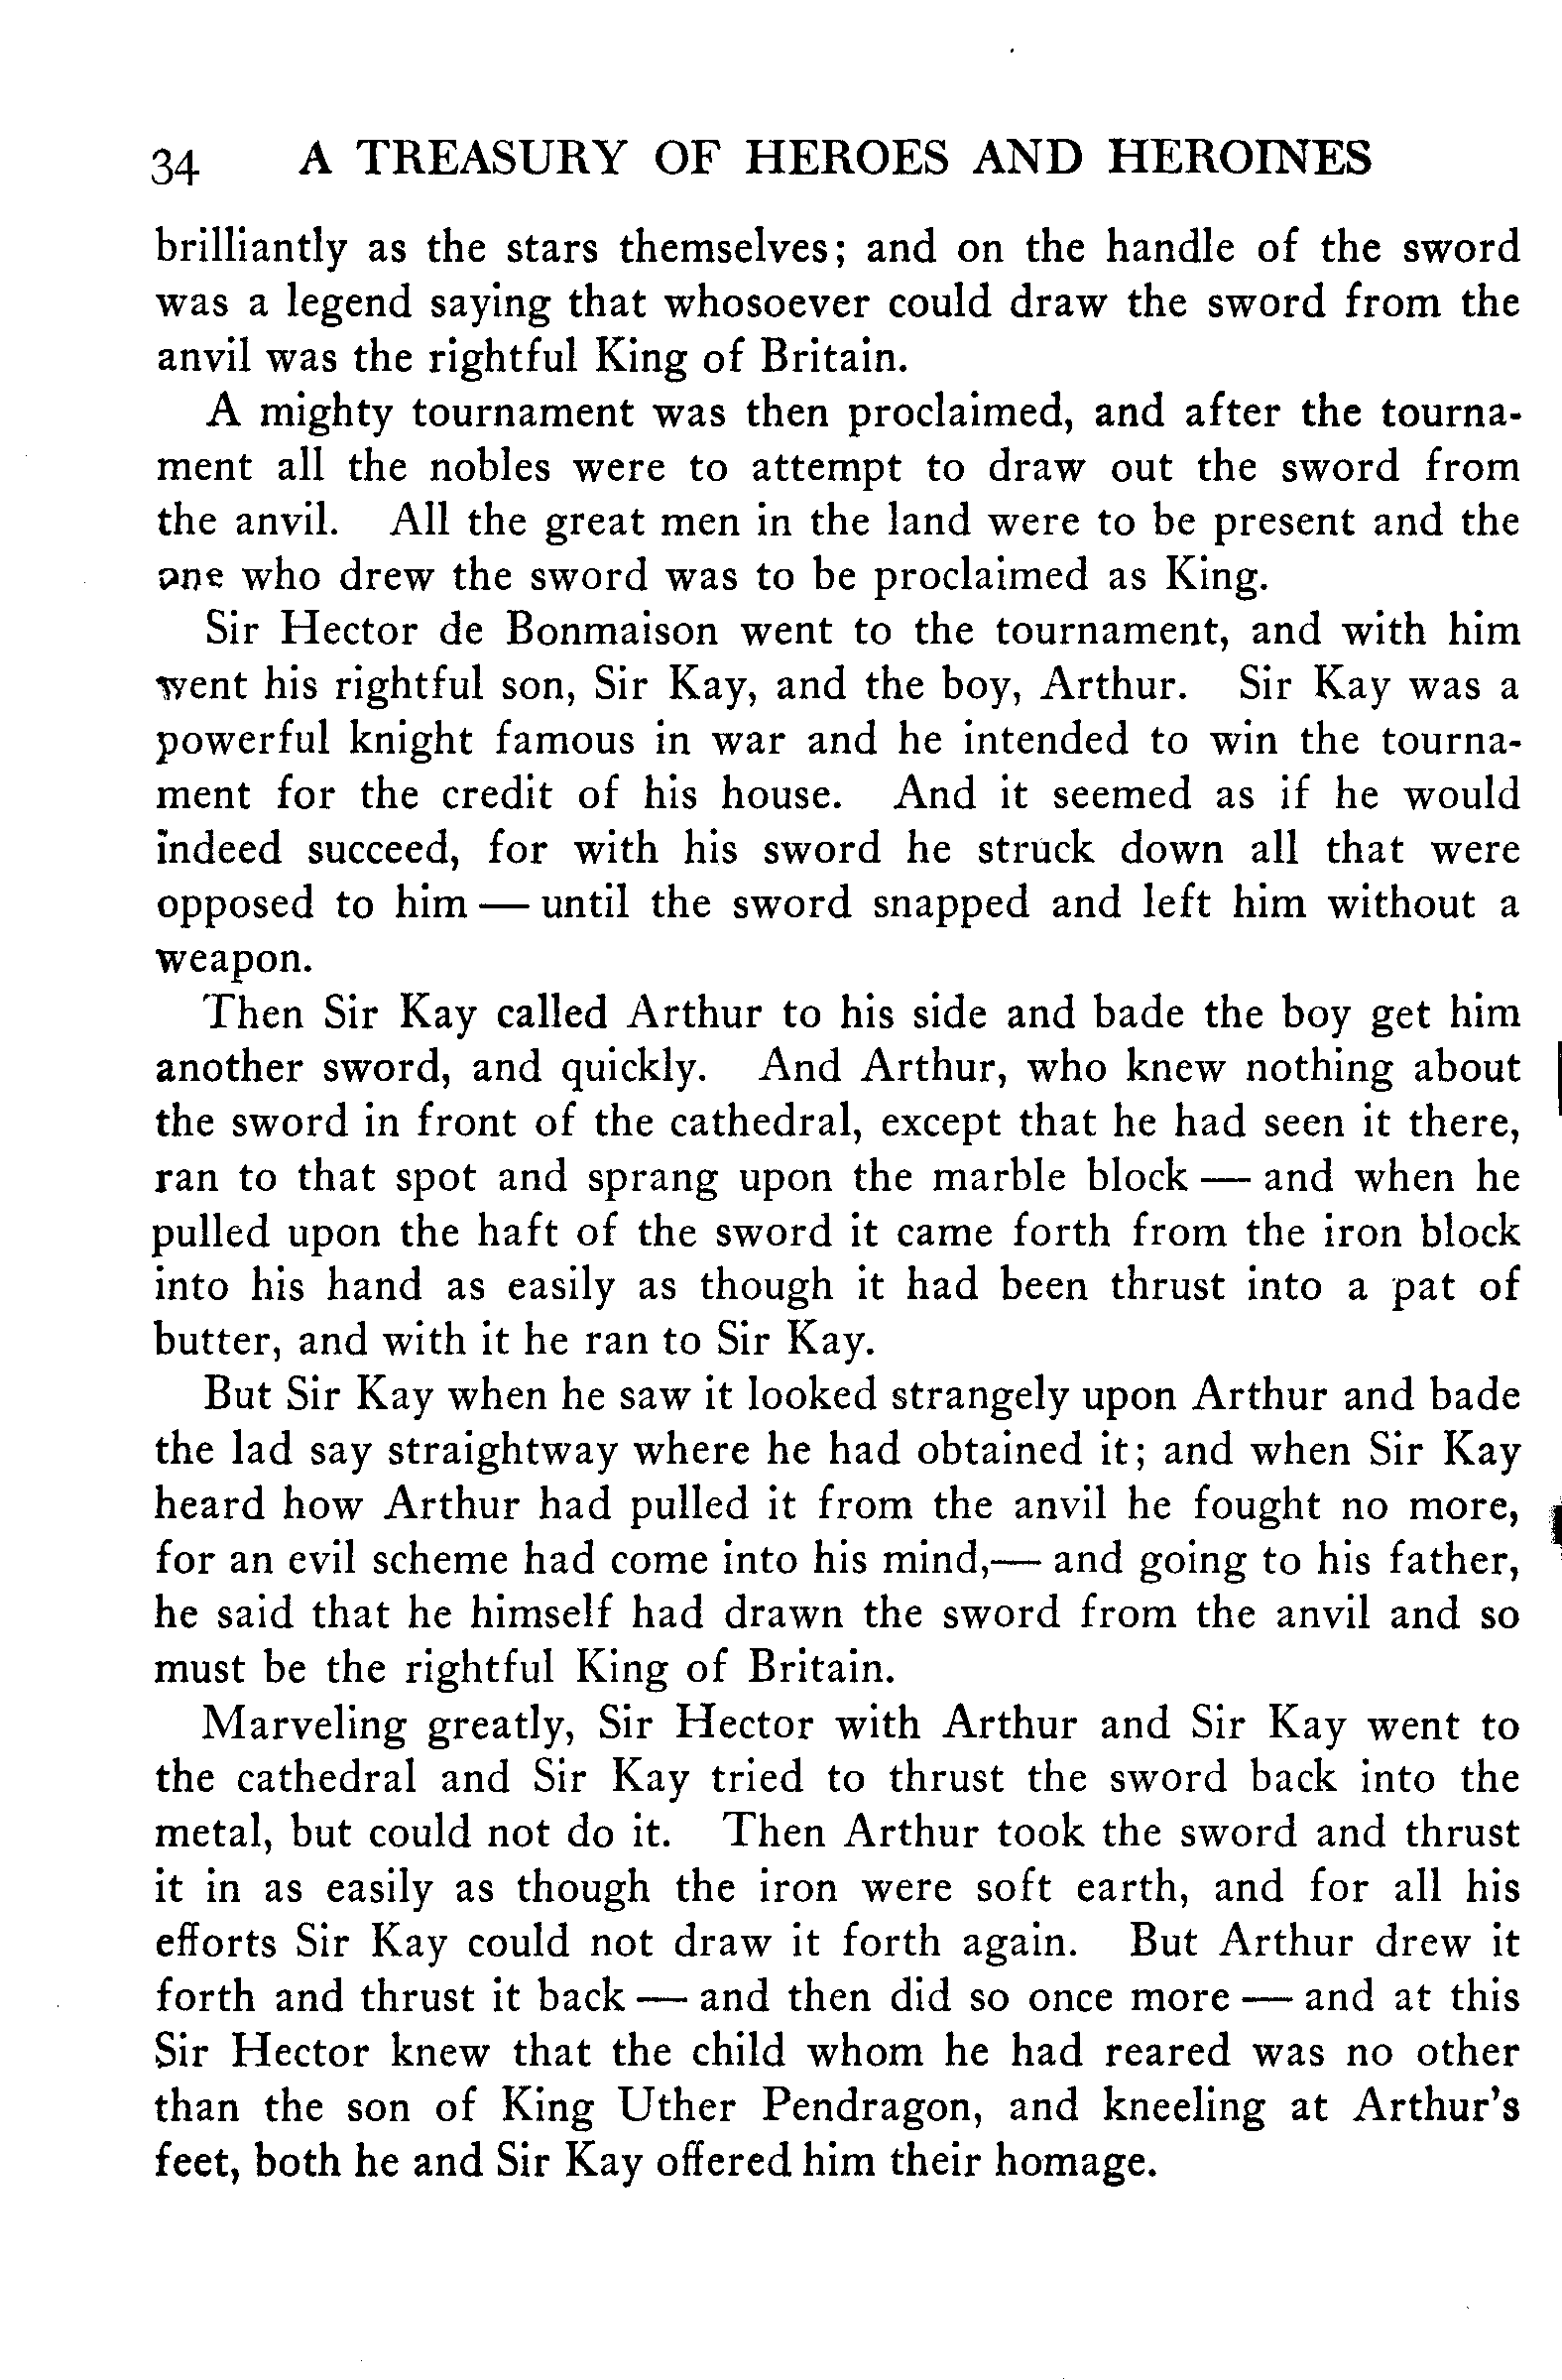 34 A TREASURY OF HEROES AND HEROINES
brilliantly as the stars themselves; and on the handle of the sword
was a legend saying that whosoever could draw the sword from the
anvil was the rightful King of Britain.
A mighty tournament was then proclaimed, and after the tourna-
ment all the nobles were to attempt to draw out the sword from
the anvil. All the great men in the land were to be present and the
one who drew the sword was to be proclaimed as King.
Sir Hector de Bonmaison went to the tournament, and with him
went his rightful son, Sir Kay, and the boy, Arthur. Sir Kay was a
powerful knight famous in war and he intended to win the tourna-
ment for the credit of his house. And it seemed as if he would
indeed succeed, for with his sword he struck down all that were
opposed to him — until the sword snapped and left him without a
weapon.
Then Sir Kay called Arthur to his side and bade the boy get him
another sword, and quickly. And Arthur, who knew nothing about
the sword in front of the cathedral, except that he had seen it there,
ran to that spot and sprang upon the marble block — and when he
pulled upon the haft of the sword it came forth from the iron block
into his hand as easily as though it had been thrust into a pat of
butter, and with it he ran to Sir Kay.
But Sir Kay when he saw it looked strangely upon Arthur and bade
the lad say straightway where he had obtained it; and when Sir Kay
heard how Arthur had pulled it from the anvil he fought no more,
for an evil scheme had come into his mind,— and going to his father,
he said that he himself had drawn the sword from the anvil and so
must be the rightful King of Britain.
Marveling greatly, Sir Hector with Arthur and Sir Kay went to
the cathedral and Sir Kay tried to thrust the sword back into the
metal, but could not do it. Then Arthur took the sword and thrust
it in as easily as though the iron were soft earth, and for all his
efforts Sir Kay could not draw it forth again. But Arthur drew it
forth and thrust it back — and then did so once more — and at this
Sir Hector knew that the child whom he had reared was no other
than the son of King Uther Pendragon, and kneeling at Arthur's
feet, both he and Sir Kay offered him their homage.